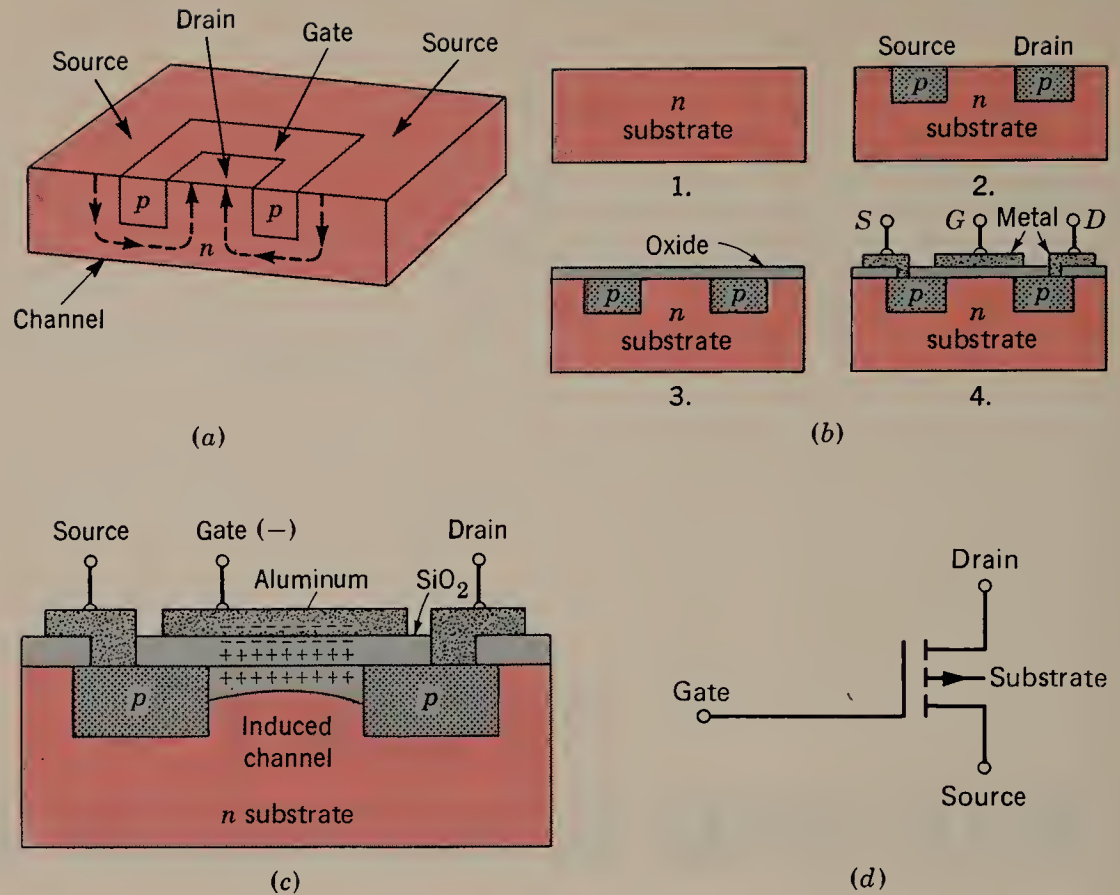 Drain
Gate
Source
Source
p
p
n
Channel
(a)
n
substrate
1.
Source
Drain
p
p
n
substrate
2.
Oxide
p
p
n
substrate
3.
S
G
Metal
D
p
p
n
substrate
4.
(b)
Source
Gate (−)
Drain
Aluminum
SiO₂
− − − − − − − −
− − − − − − − −
+ + + + + + + +
+ + + + + + + +
p
p
Induced
channel
n substrate
(c)
Drain
Gate
Substrate
Source
(d)